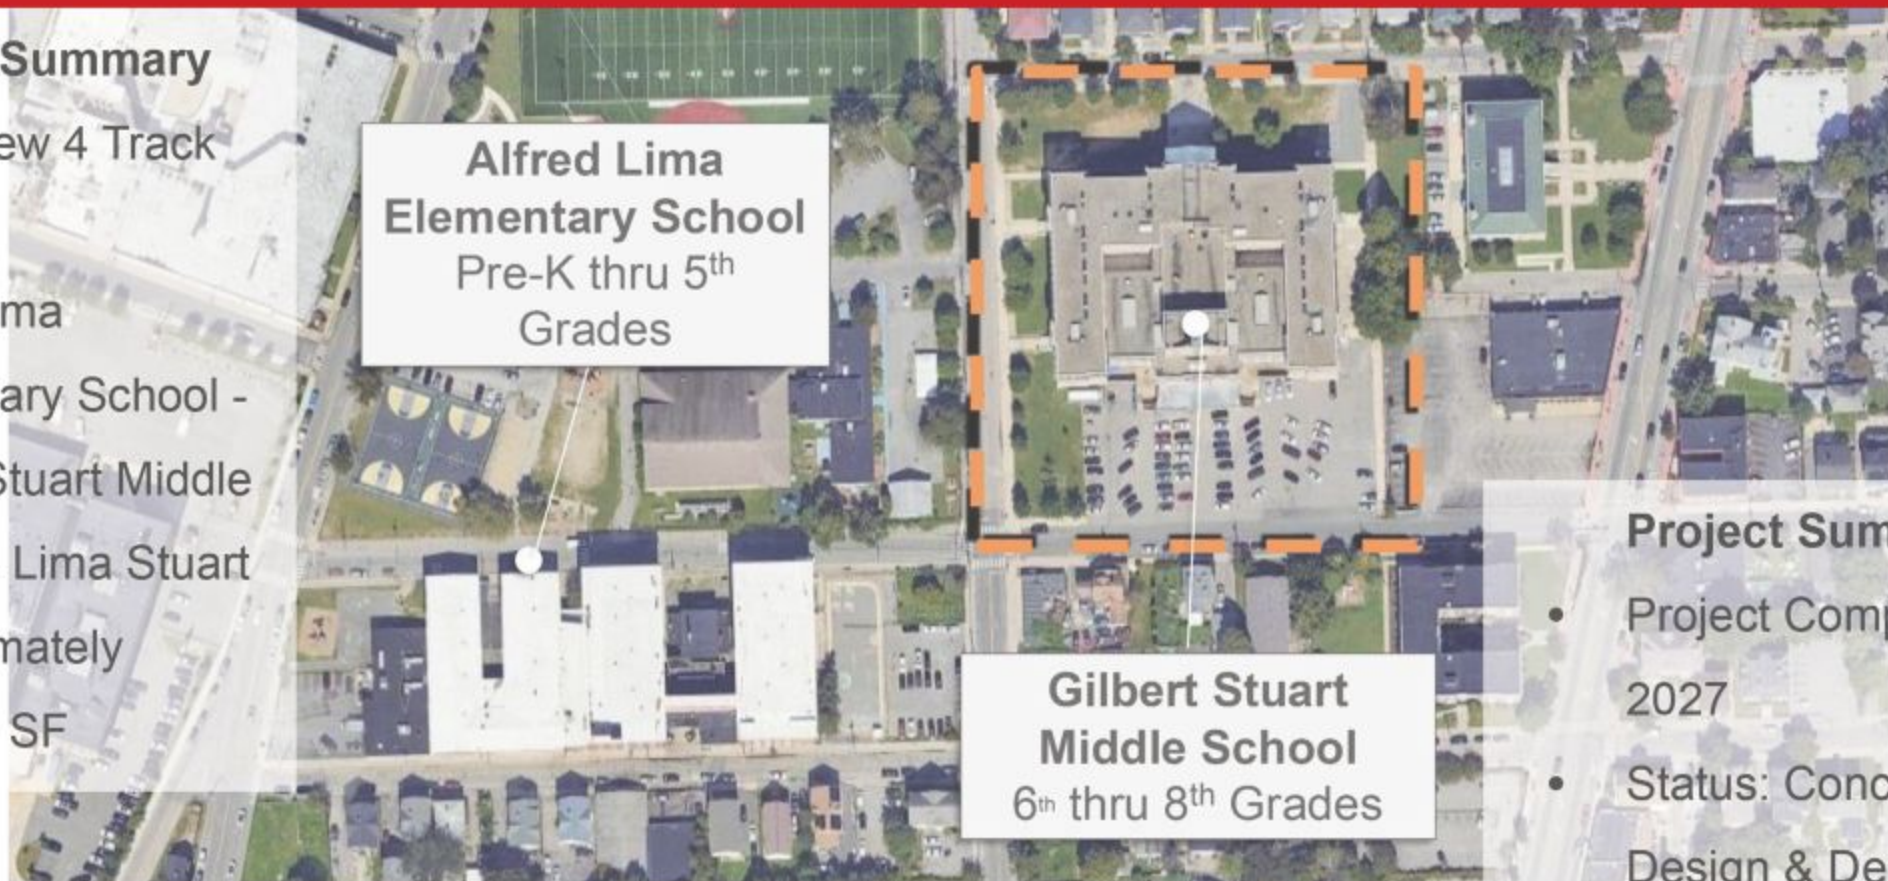 Summary
ew 4 Track
ma
ary School -
Stuart Middle
Lima Stuart
mately
SF
Alfred Lima
Elementary School
Pre-K thru 5th
Grades
Gilbert Stuart
Middle School
6th thru 8th Grades
Project Sum
• Project Comp
2027
• Status: Conc
Design & De